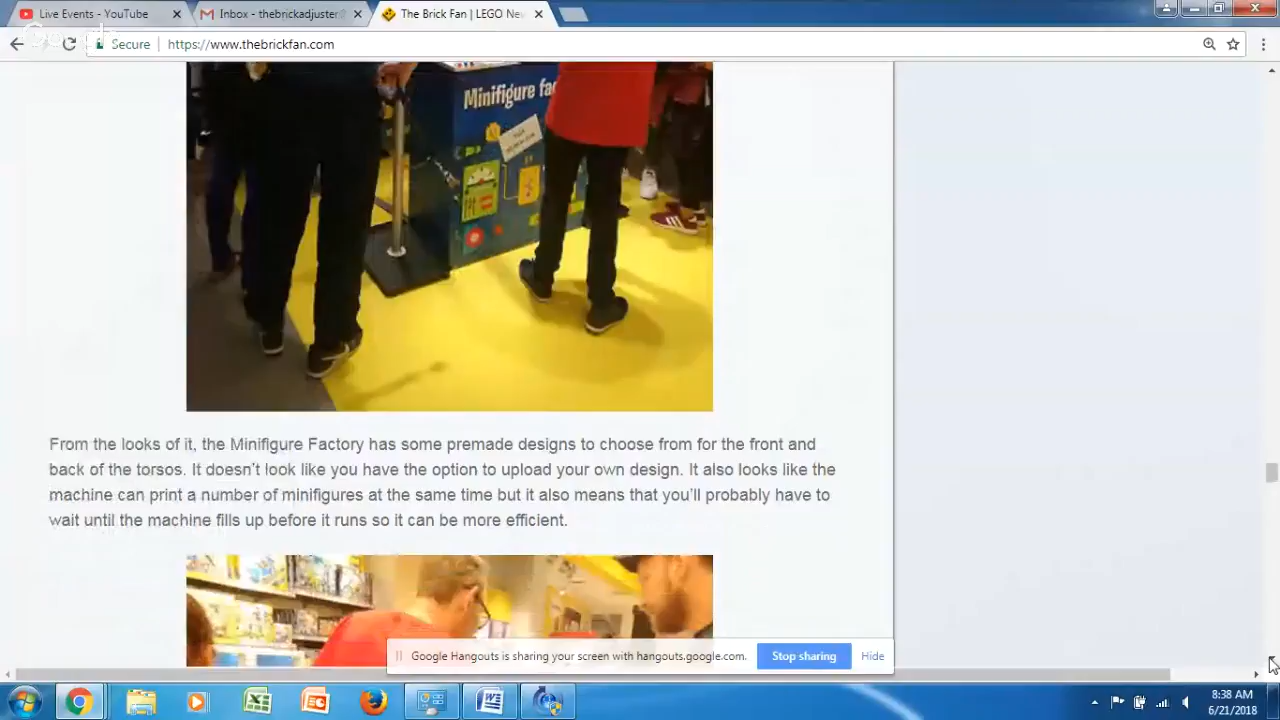 Live Events - YouTube
Inbox - thebrickadjuster
The Brick Fan | LEGO Ne
Secure
https://www.thebrickfan.com
Minifigure fa
From the looks of it, the Minifigure Factory has some premade designs to choose from for the front and
back of the torsos. It doesn't look like you have the option to upload your own design. It also looks like the
machine can print a number of minifigures at the same time but it also means that you'll probably have to
wait until the machine fills up before it runs so it can be more efficient.
Google Hangouts is sharing your screen with hangouts.google.com.
Stop sharing
Hide
8:38 AM
6/21/2018